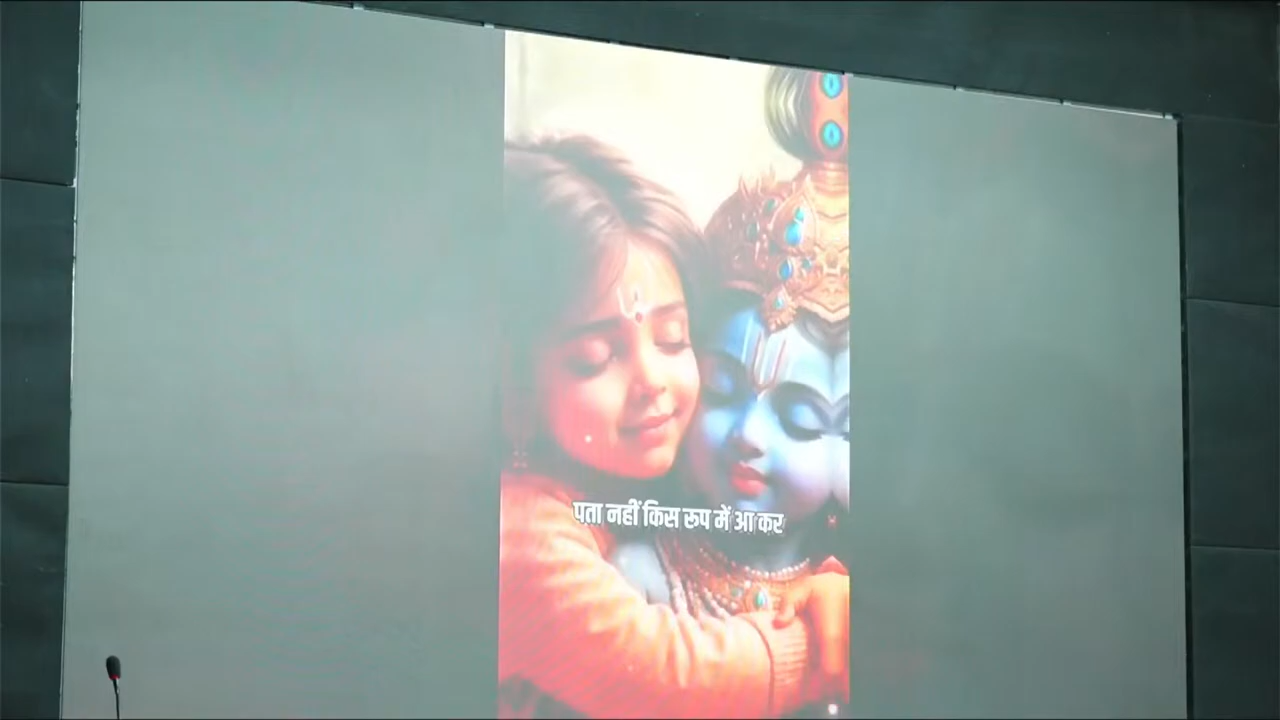 पता नहीं किस रूप में आ कर